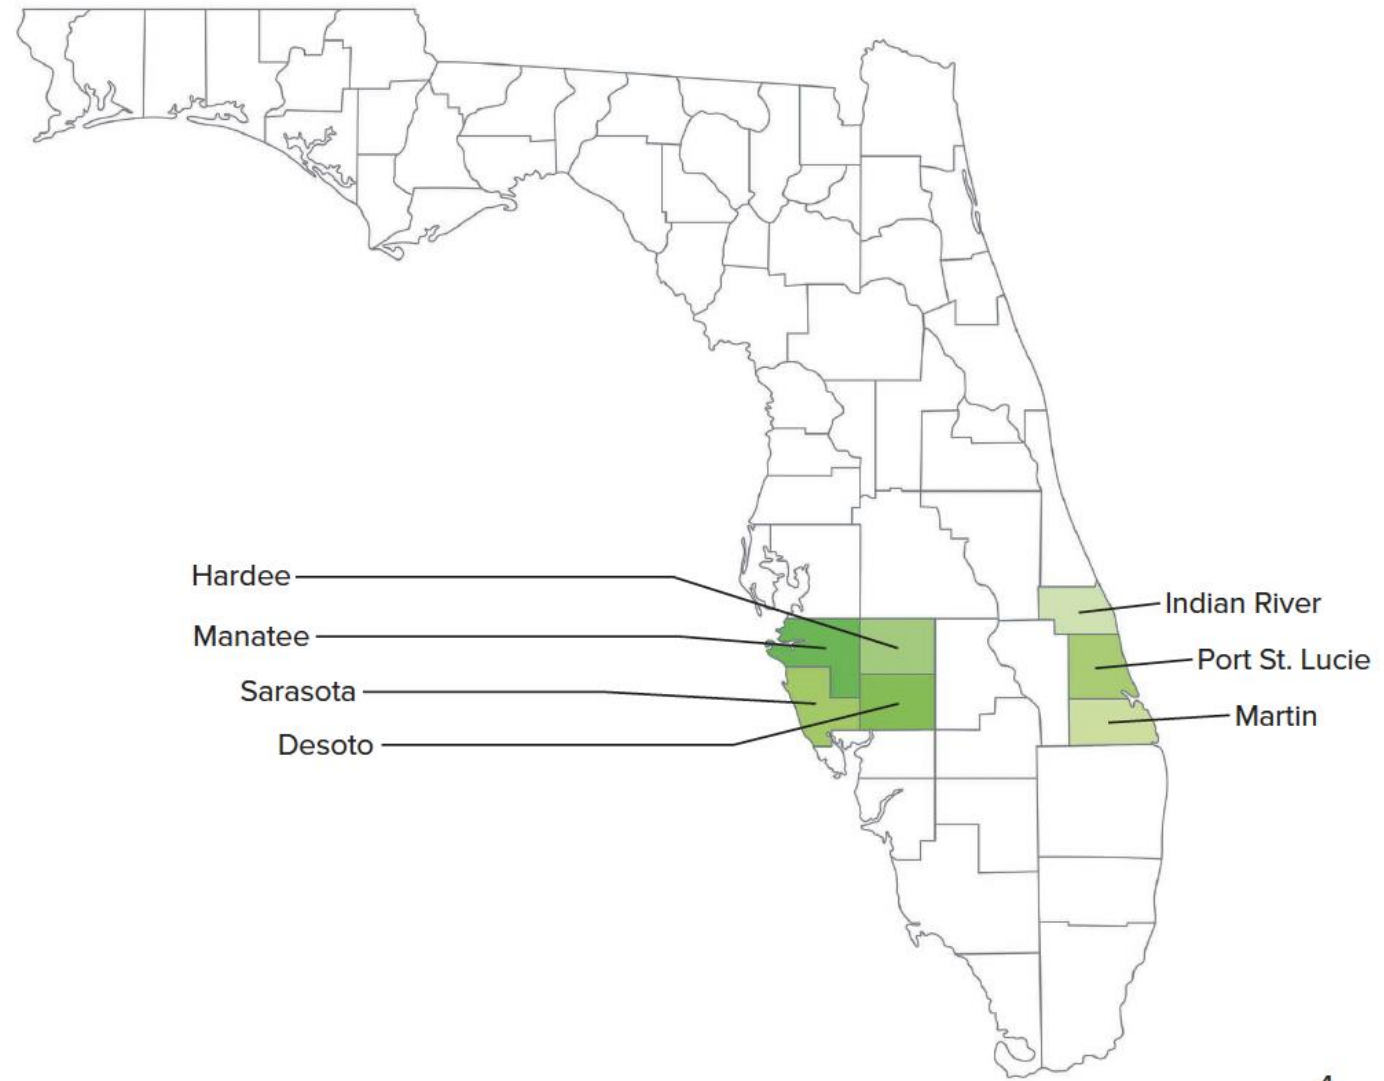 Hardee
Manatee
Sarasota
Desoto
Indian River
Port St. Lucie
Martin